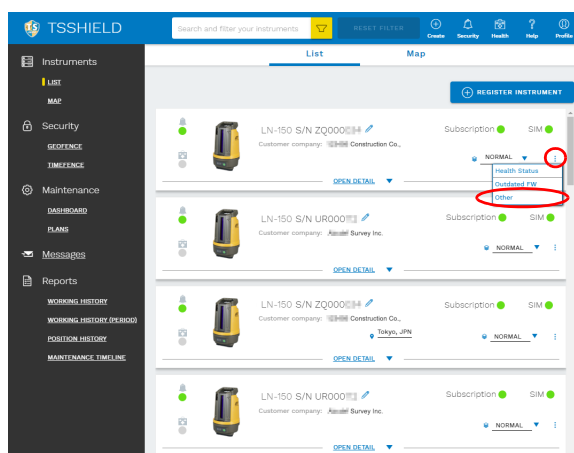 TSSHIELD
Search and filter your instruments
RESET FILTER
Create
Security
Health
Help
Profile
List
Map
Instruments
LIST
MAP
Security
GEOFENCE
TIMEFENCE
Maintenance
DASHBOARD
PLANS
Messages
Reports
WORKING HISTORY
WORKING HISTORY (PERIOD)
POSITION HISTORY
MAINTENANCE TIMELINE
REGISTER INSTRUMENT
LN-150 S/N ZQ000
Customer company: Construction Co.,
Subscription SIM
NORMAL
Health Status
Outdated FW
Other
OPEN DETAIL
LN-150 S/N UR000
Customer company: Survey Inc.
Subscription SIM
NORMAL
OPEN DETAIL
LN-150 S/N ZQ000
Customer company: Construction Co.,
Tokyo, JPN
Subscription SIM
NORMAL
OPEN DETAIL
LN-150 S/N UR000
Customer company: Survey Inc.
Subscription SIM
NORMAL
OPEN DETAIL